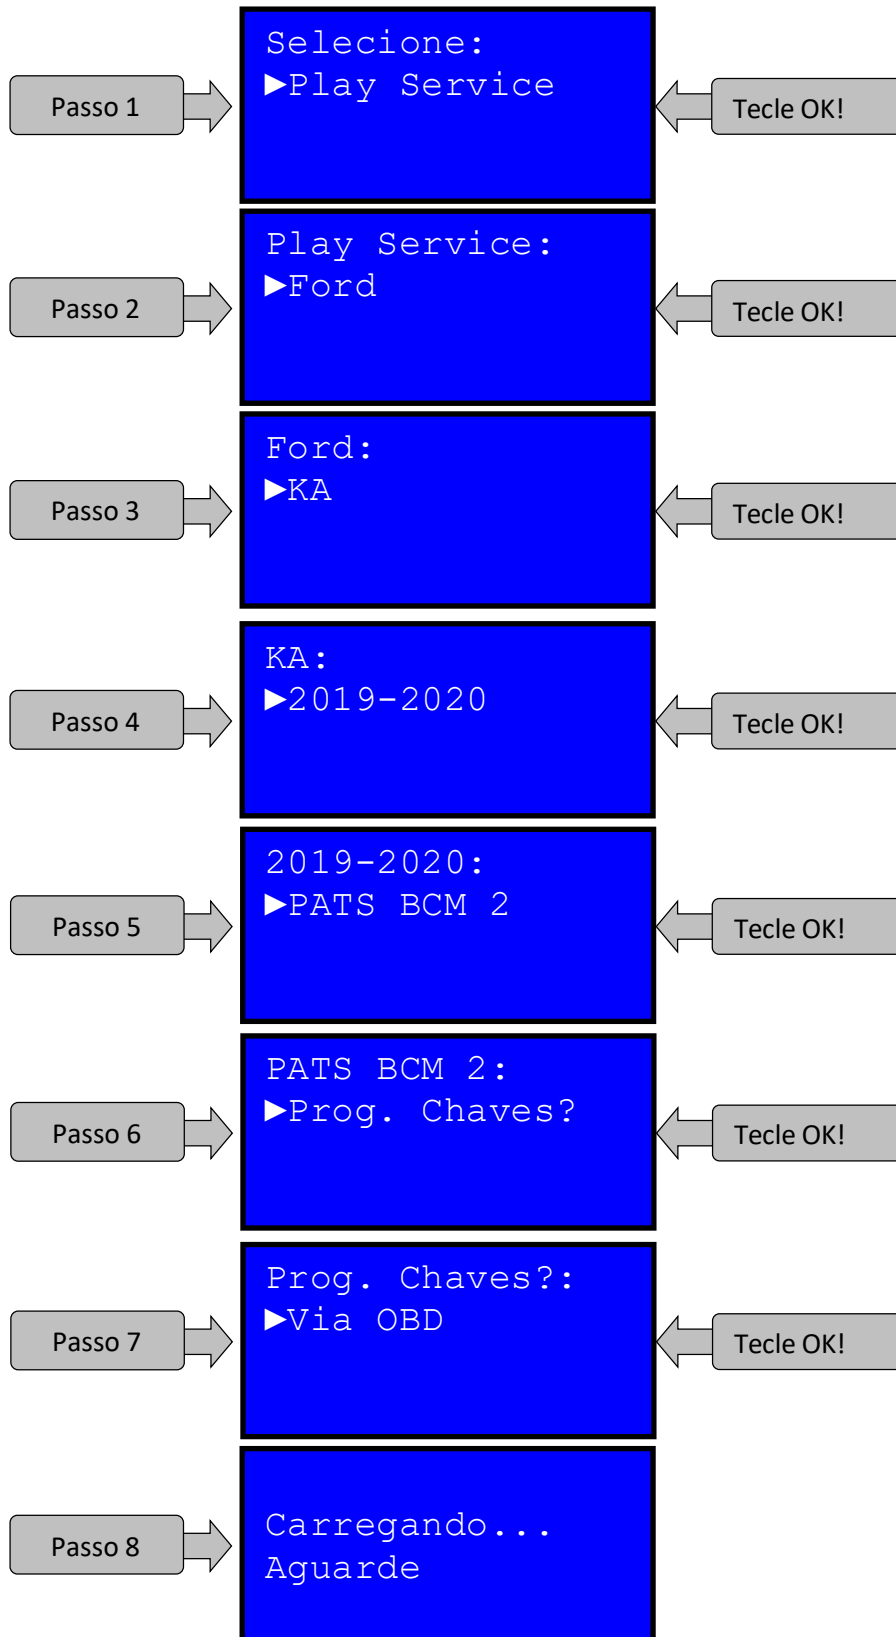 Selecione:
Passo 1
►Play Service
Tecle OK!
Play Service:
Passo 2
►Ford
Tecle OK!
Ford:
Passo 3
►KA
Tecle OK!
KA:
Passo 4
►2019-2020
Tecle OK!
2019-2020:
Passo 5
►PATS BCM 2
Tecle OK!
PATS BCM 2:
Passo 6
►Prog. Chaves?
Tecle OK!
Prog. Chaves?:
Passo 7
►Via OBD
Tecle OK!
Passo 8
Carregando...
Aguarde